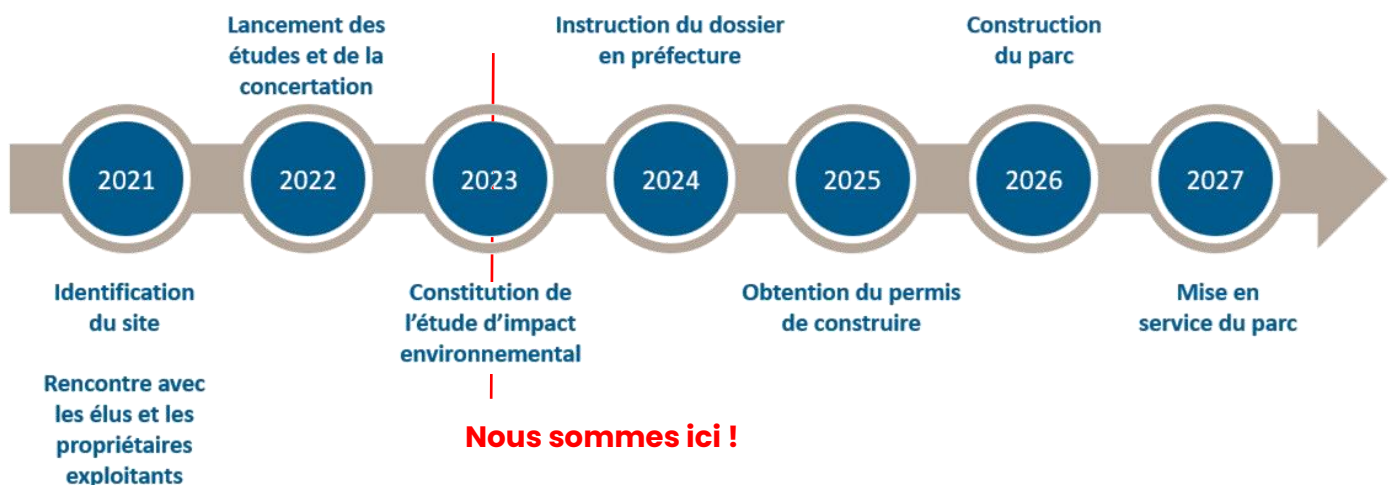 Lancement des
études et de la
concertation
Instruction du dossier
en préfecture
Construction
du parc
2021
2022
2023
2024
2025
2026
2027
Identification
du site
Rencontre avec
les élus et les
propriétaires
exploitants
Constitution de
l'étude d'impact
environnemental
Obtention du permis
de construire
Mise en
service du parc
Nous sommes ici !